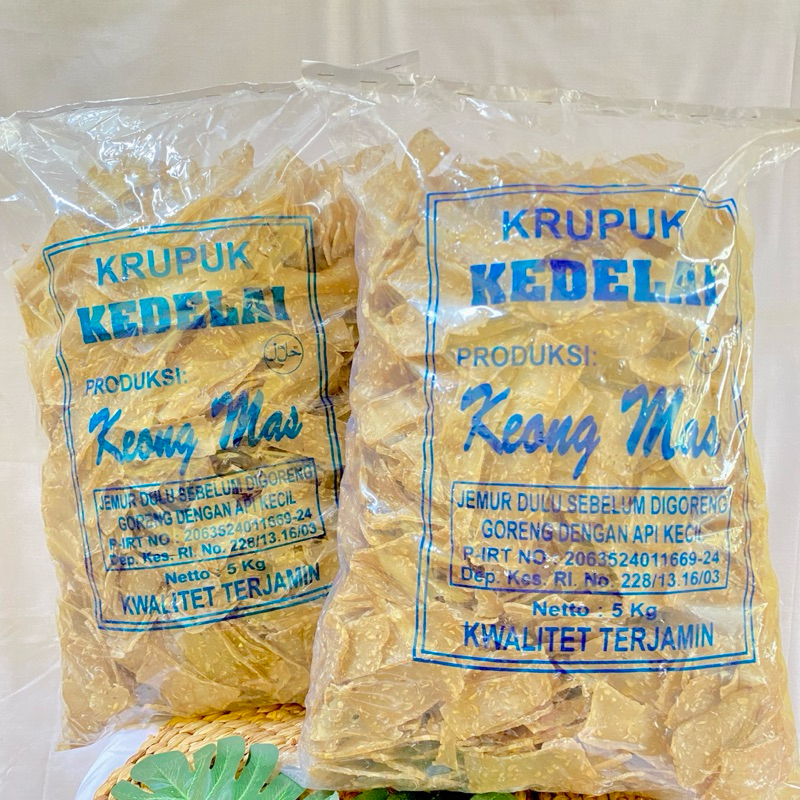 KRUPUK
KEDELAI
حلال
PRODUKSI:
Keong Mas
JEMUR DULU SEBELUM DIGORENG
GORENG DENGAN API KECIL
P-IRT NO : 2063524011669-24
Dep. Kes. RI. No. 228/13.16/03
Netto : 5 Kg
KWALITET TERJAMIN
KRUPUK
KEDELAI
PRODUKSI:
Keong Mas
JEMUR DULU SEBELUM DIGORENG
GORENG DENGAN API KECIL
P-IRT NO : 2063524011669-24
Dep. Kes. RI. No. 228/13.16/03
Netto : 5 Kg
KWALITET TERJAMIN